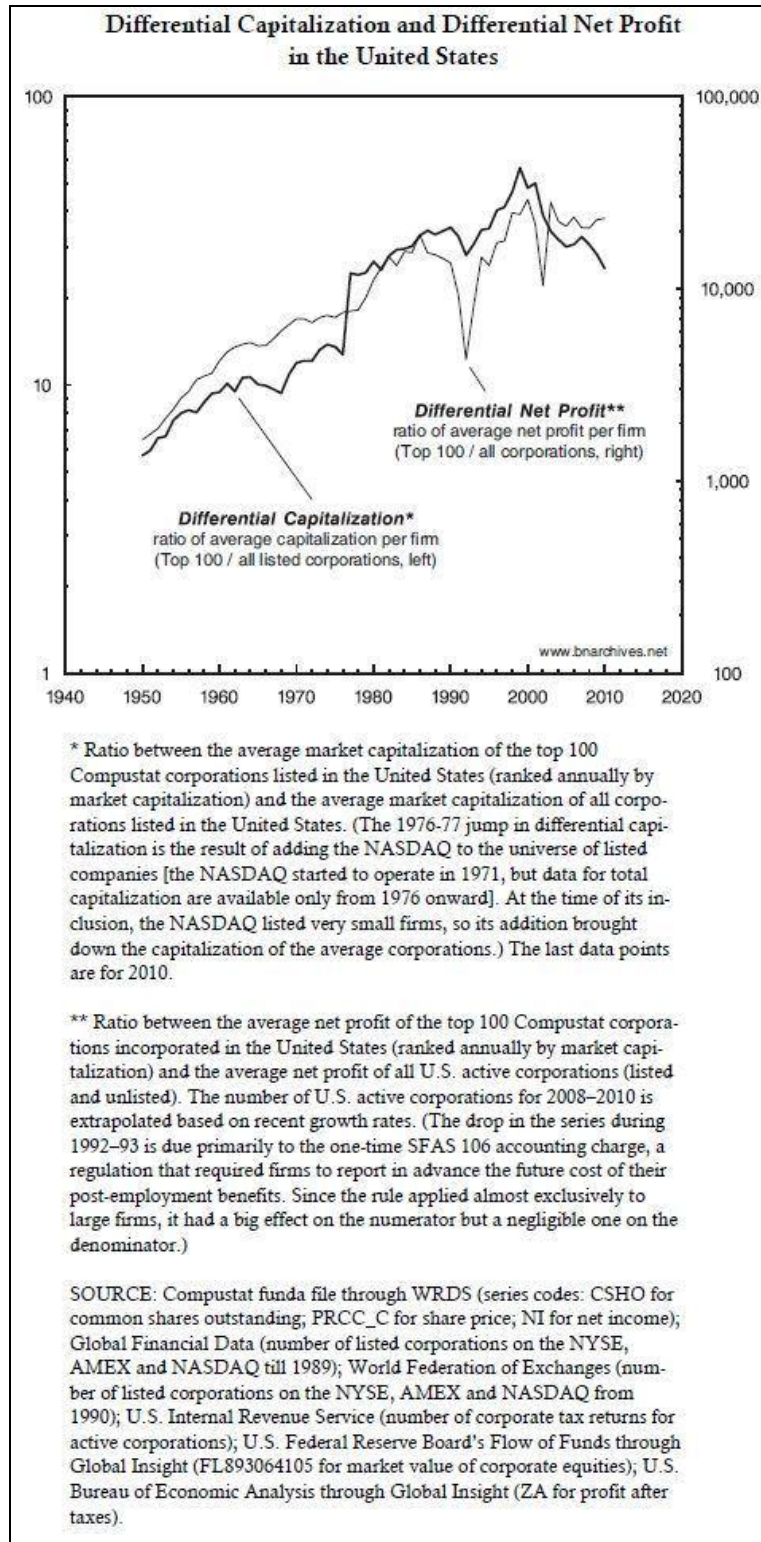 Differential Capitalization and Differential Net Profit
in the United States
100
100,000
10,000
10
Differential Net Profit**
ratio of average net profit per firm
(Top 100 / all corporations, right)
1,000
Differential Capitalization*
ratio of average capitalization per firm
(Top 100 / all listed corporations, left)
www.bnarchives.net
1
100
1940 1950 1960 1970 1980 1990 2000 2010 2020
* Ratio between the average market capitalization of the top 100
Compustat corporations listed in the United States (ranked annually by
market capitalization) and the average market capitalization of all corpo-
rations listed in the United States. (The 1976-77 jump in differential capi-
talization is the result of adding the NASDAQ to the universe of listed
companies [the NASDAQ started to operate in 1971, but data for total
capitalization are available only from 1976 onward]. At the time of its in-
clusion, the NASDAQ listed very small firms, so its addition brought
down the capitalization of the average corporations.) The last data points
are for 2010.
** Ratio between the average net profit of the top 100 Compustat corpora-
tions incorporated in the United States (ranked annually by market capi-
talization) and the average net profit of all U.S. active corporations (listed
and unlisted). The number of U.S. active corporations for 2008–2010 is
extrapolated based on recent growth rates. (The drop in the series during
1992–93 is due primarily to the one-time SFAS 106 accounting charge, a
regulation that required firms to report in advance the future cost of their
post-employment benefits. Since the rule applied almost exclusively to
large firms, it had a big effect on the numerator but a negligible one on the
denominator.)
SOURCE: Compustat funda file through WRDS (series codes: CSHO for
common shares outstanding; PRCC_C for share price; NI for net income);
Global Financial Data (number of listed corporations on the NYSE,
AMEX and NASDAQ till 1989); World Federation of Exchanges (num-
ber of listed corporations on the NYSE, AMEX and NASDAQ from
1990); U.S. Internal Revenue Service (number of corporate tax returns for
active corporations); U.S. Federal Reserve Board's Flow of Funds through
Global Insight (FL893064105 for market value of corporate equities); U.S.
Bureau of Economic Analysis through Global Insight (ZA for profit after
taxes).